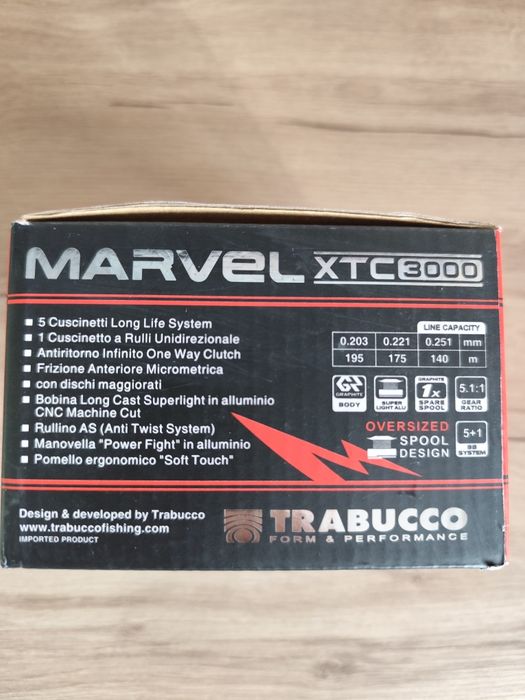 MARVEL XTC 3000
5 Cuscinetti Long Life System
1 Cuscinetto a Rulli Unidirezionale
Antiritorno Infinito One Way Clutch
Frizione Anteriore Micrometrica
con dischi maggiorati
Bobina Long Cast Superlight in alluminio
CNC Machine Cut
Rullino AS (Anti Twist System)
Manovella "Power Fight" in alluminio
Pomello ergonomico "Soft Touch"
LINE CAPACITY
0.203 0.221 0.251 mm
195 175 140 m
GR
GRAPHITE
BODY
SUPER
LIGHT ALU
GRAPHITE
1x
SPARE
SPOOL
5.1:1
GEAR
RATIO
OVERSIZED
SPOOL
DESIGN
5+1
BB
SYSTEM
Design & developed by Trabucco
www.trabuccofishing.com
IMPORTED PRODUCT
TRABUCCO
FORM & PERFORMANCE